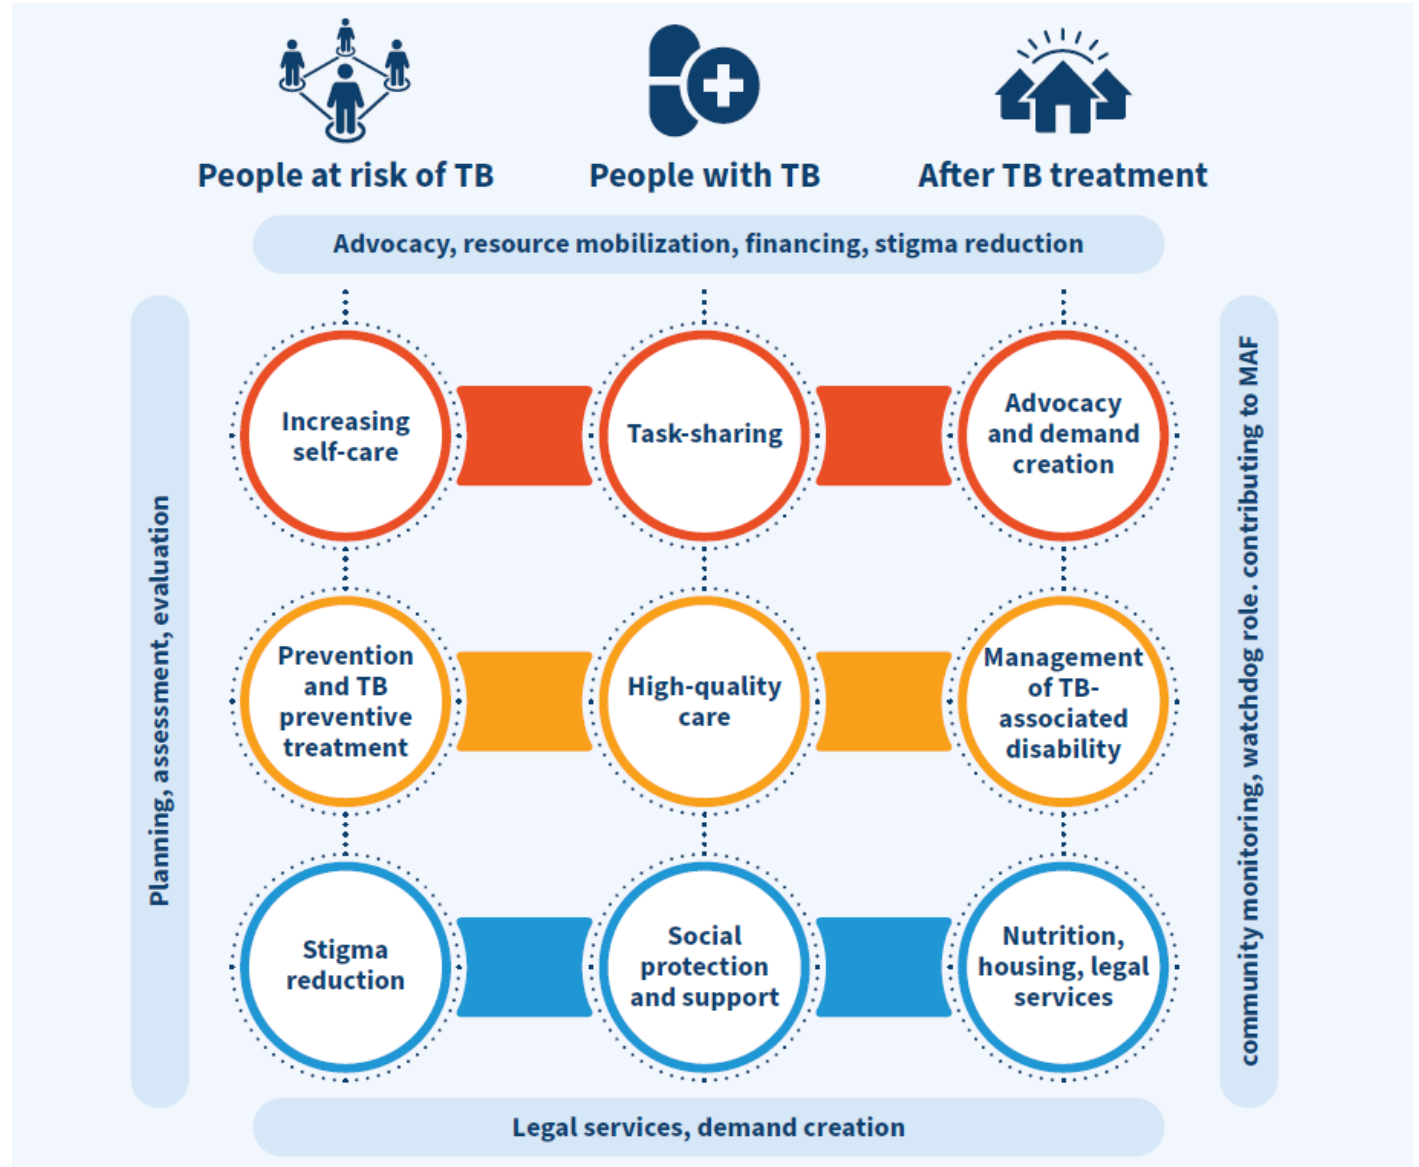 People at risk of TB
People with TB
After TB treatment
Advocacy, resource mobilization, financing, stigma reduction
Planning, assessment, evaluation
Increasing
self-care
Task-sharing
Advocacy
and demand
creation
Prevention
and TB
preventive
treatment
High-quality
care
Management
of TB-
associated
disability
Stigma
reduction
Social
protection
and support
Nutrition,
housing, legal
services
community monitoring, watchdog role. contributing to MAF
Legal services, demand creation